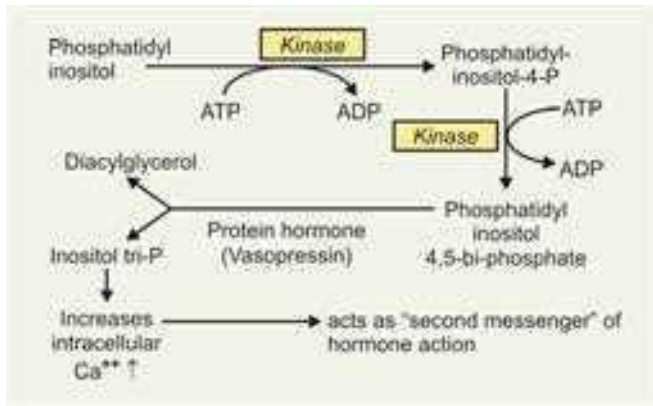 Phosphatidyl
inositol
Kinase
Phosphatidyl-
inositol-4-P
ATP
ADP
Kinase
ATP
ADP
Diacylglycerol
Protein hormone
(Vasopressin)
Phosphatidyl
inositol
4,5-bi-phosphate
Inositol tri-P
Increases
intracellular
Ca⁺⁺ ↑
acts as "second messenger" of
hormone action